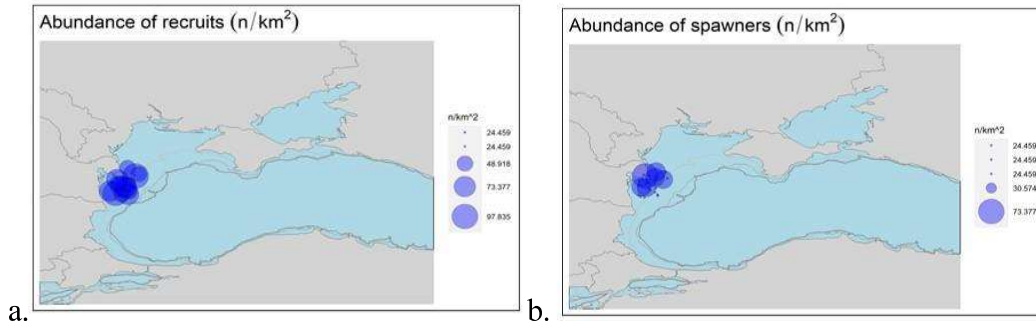 Abundance of recruits (n/km²)
n/km^2
24.459
24.459
48.918
73.377
97.835
a.
Abundance of spawners (n/km²)
n/km^2
24.459
24.459
24.459
30.574
73.377
b.